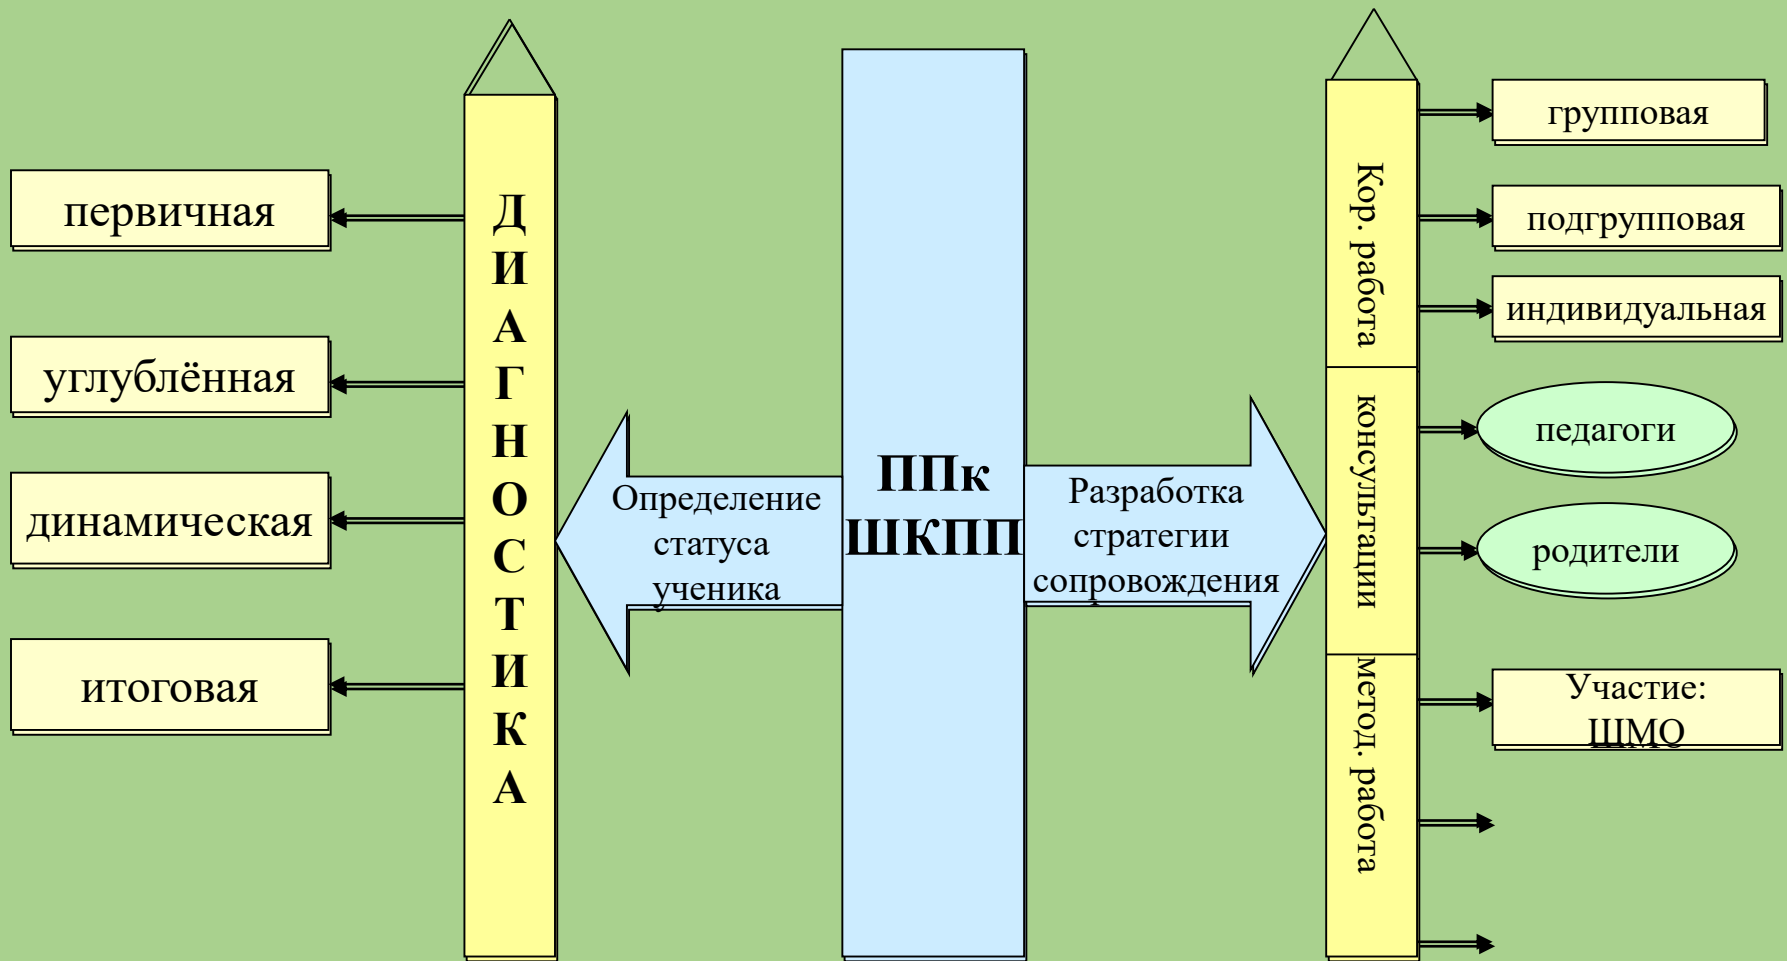 первичная
углублённая
динамическая
итоговая
ДИАГНОСТИКА
Определение
статуса
ученика
ППк
ШКПП
Разработка
стратегии
сопровождения
Кор. работа
консультации
метод. работа
групповая
подгрупповая
индивидуальная
педагоги
родители
Участие:
ШМО